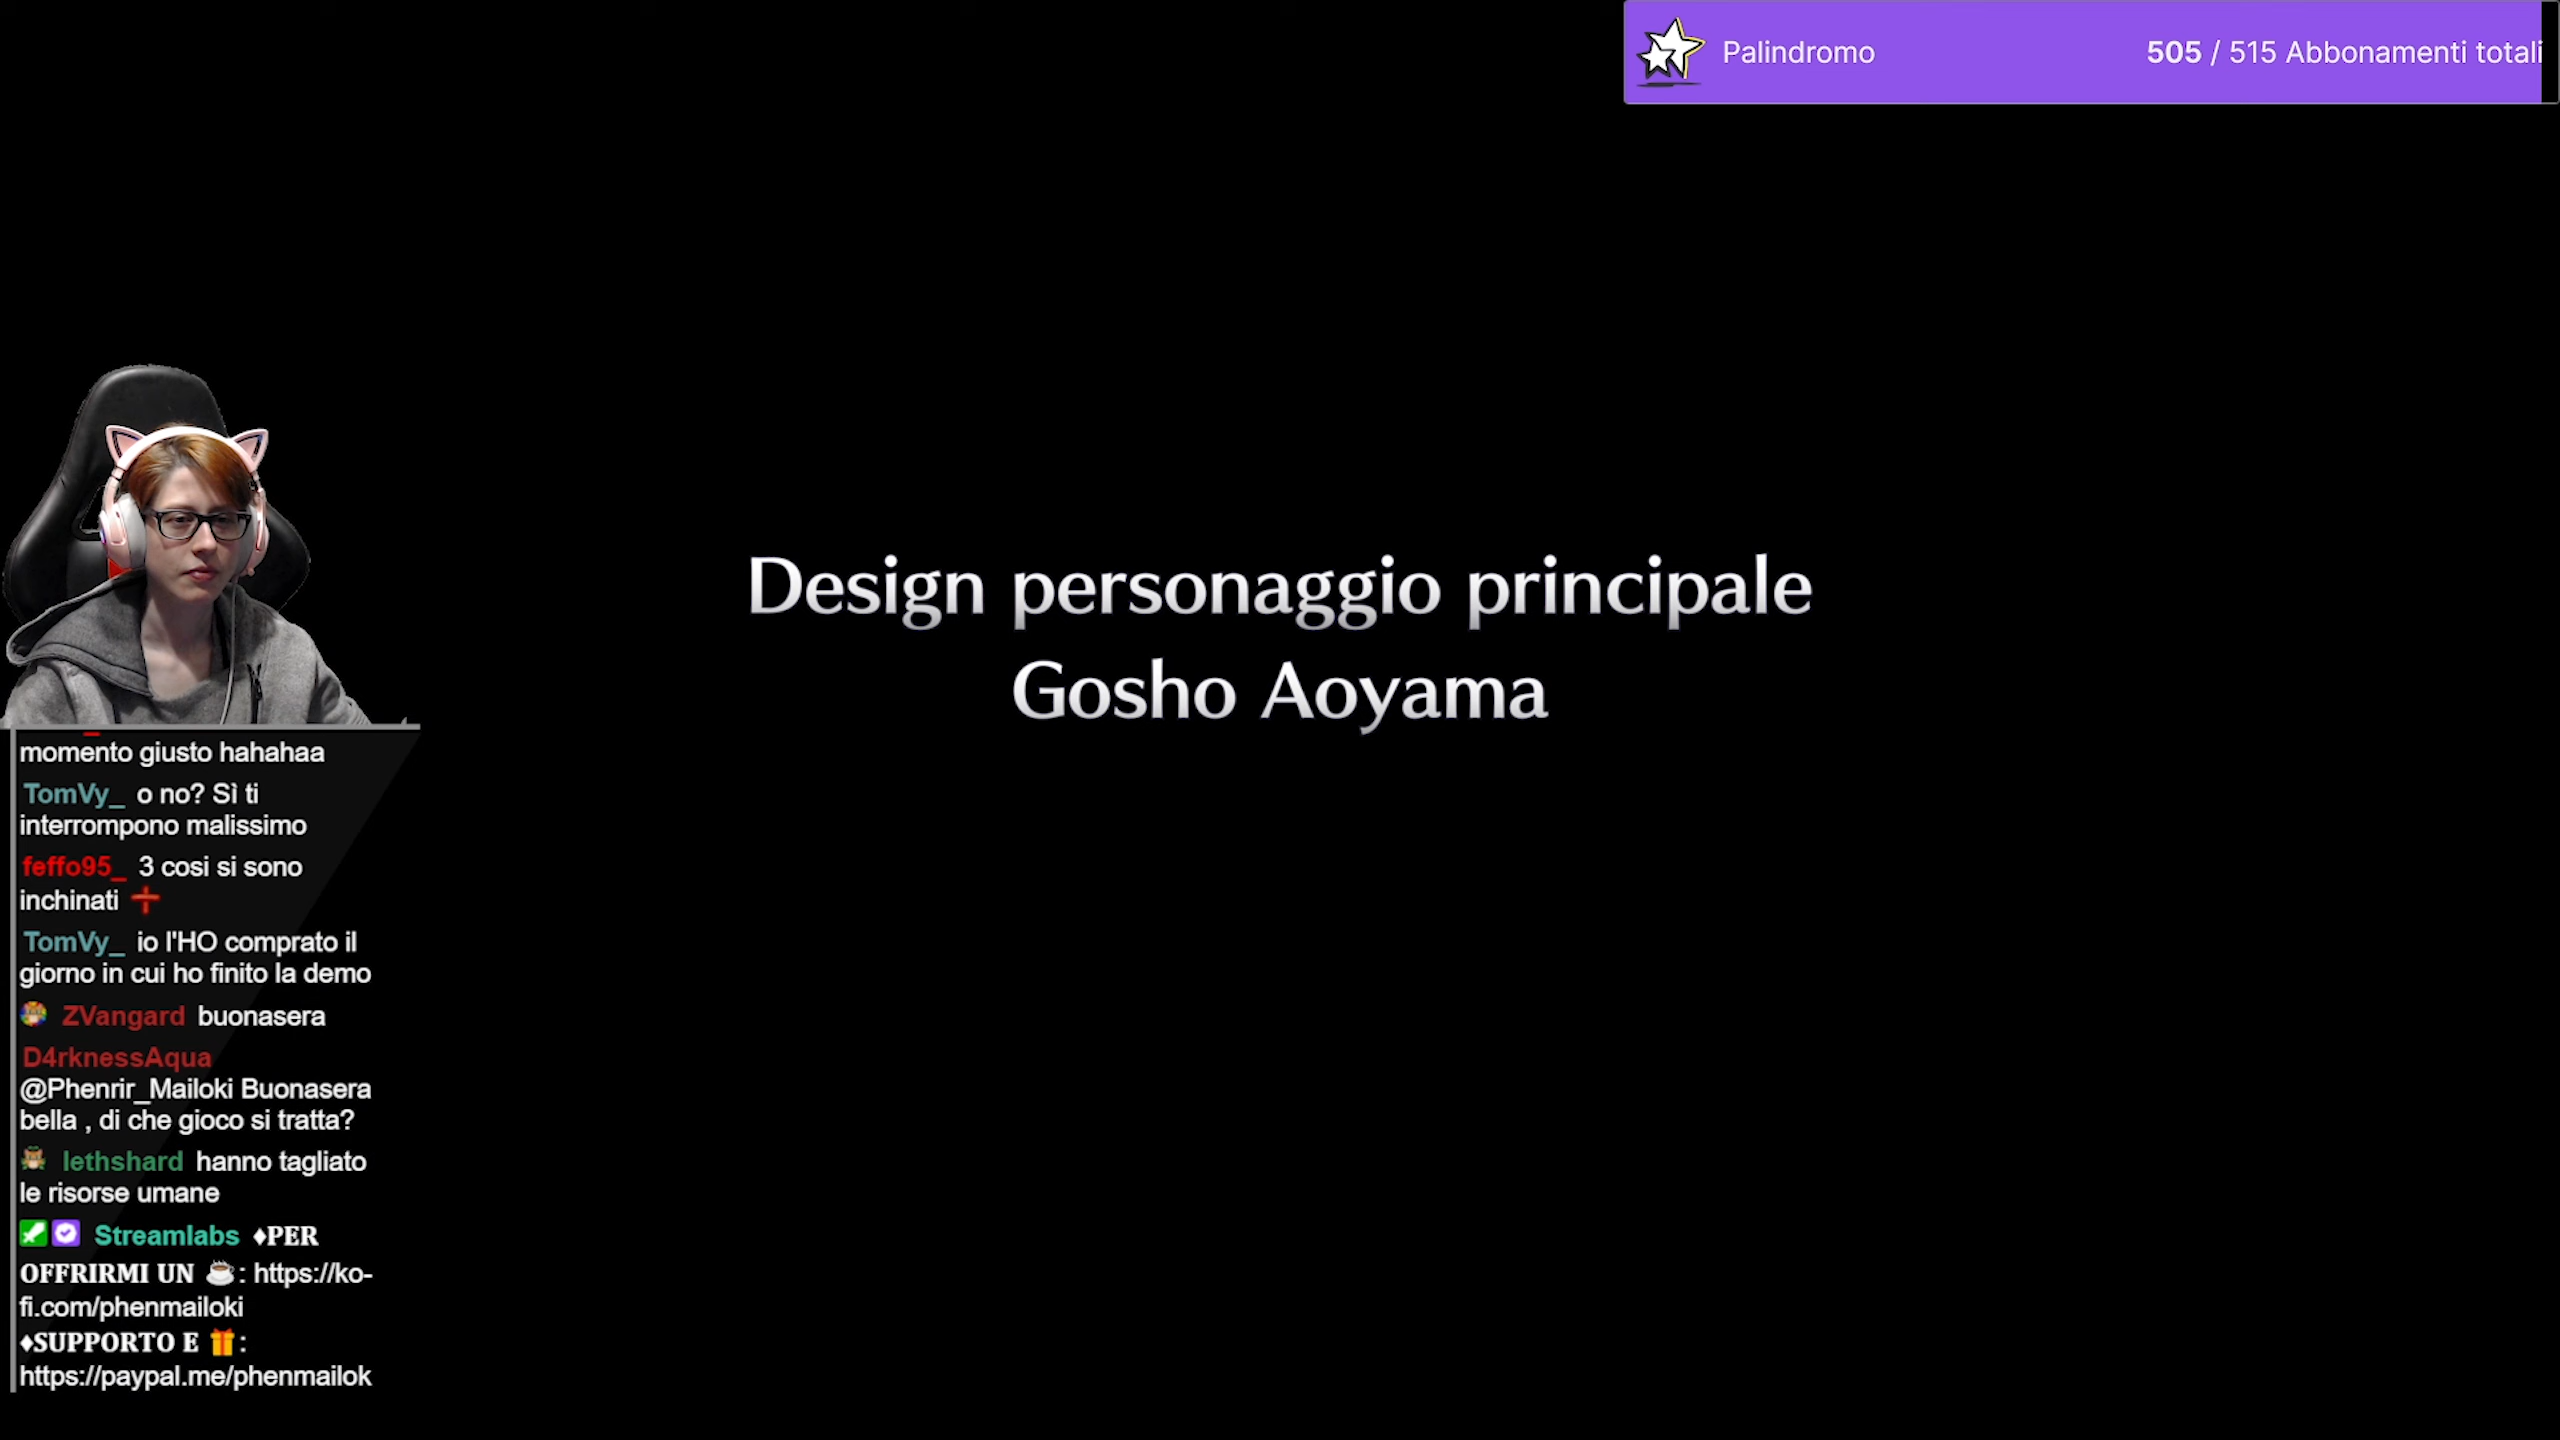 Palindromo
505 / 515 Abbonamenti totali
Design personaggio principale
Gosho Aoyama
momento giusto hahahaa
TomVy_ o no? Sì ti
interrompono malissimo
feffo95_ 3 cosi si sono
inchinati
TomVy_ io l'HO comprato il
giorno in cui ho finito la demo
ZVangard buonasera
D4rknessAqua
@Phenrir_Mailoki Buonasera
bella , di che gioco si tratta?
lethshard hanno tagliato
le risorse umane
Streamlabs ♦PER
OFFRIRMI UN ☕: https://ko-
fi.com/phenmailoki
♦SUPPORTO E 🎁:
https://paypal.me/phenmailok